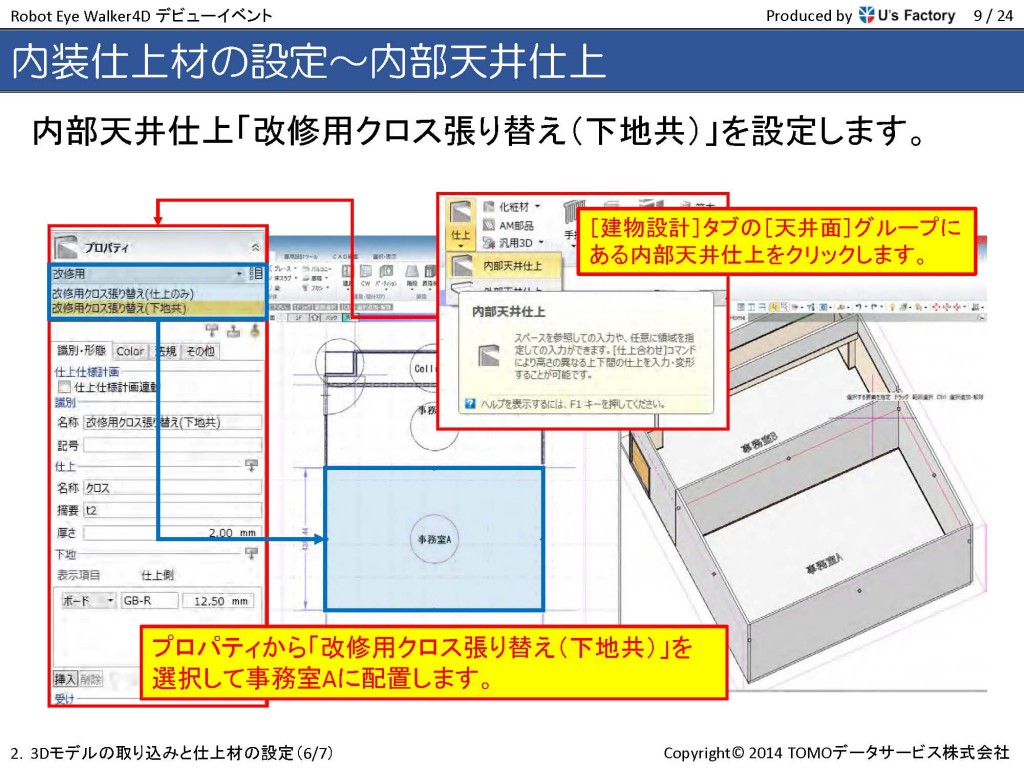 Robot Eye Walker4D デビューイベント
Produced by U's Factory 9 / 24
内装仕上材の設定～内部天井仕上
内部天井仕上「改修用クロス張り替え（下地共）」を設定します。
プロパティ
改修用
改修用クロス張り替え(仕上のみ)
改修用クロス張り替え(下地共)
識別・形態 Color 法規 その他
仕上仕様計画
仕上仕様計画連動
識別
名称 改修用クロス張り替え(下地共)
記号
仕上
名称 クロス
摘要 t2
厚さ 2.00 mm
下地
表示項目 仕上側
ボード GB-R 12.50 mm
挿入 削除
受け
化粧材
AM部品
汎用3D
仕上
内部天井仕上
内部天井仕上
スペースを参照しての入力や、任意に領域を指
定しての入力ができます。[仕上合わせ]コマンド
により高さの異なる上下間の仕上を入力・変形
することが可能です。
ヘルプを表示するには、F1 キーを押してください。
［建物設計］タブの［天井面］グループに
ある内部天井仕上をクリックします。
事務室A
事務室B
事務室A
プロパティから「改修用クロス張り替え（下地共）」を
選択して事務室Aに配置します。
2. 3Dモデルの取り込みと仕上材の設定（6/7）
Copyright© 2014 TOMOデータサービス株式会社